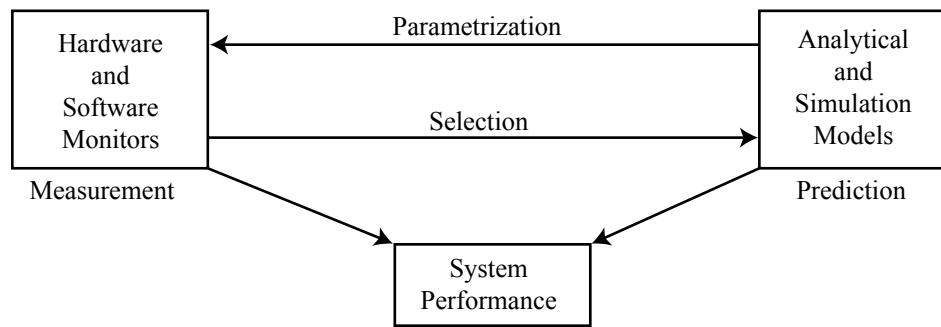 Hardware
and
Software
Monitors
Measurement
Parametrization
Selection
Analytical
and
Simulation
Models
Prediction
System
Performance